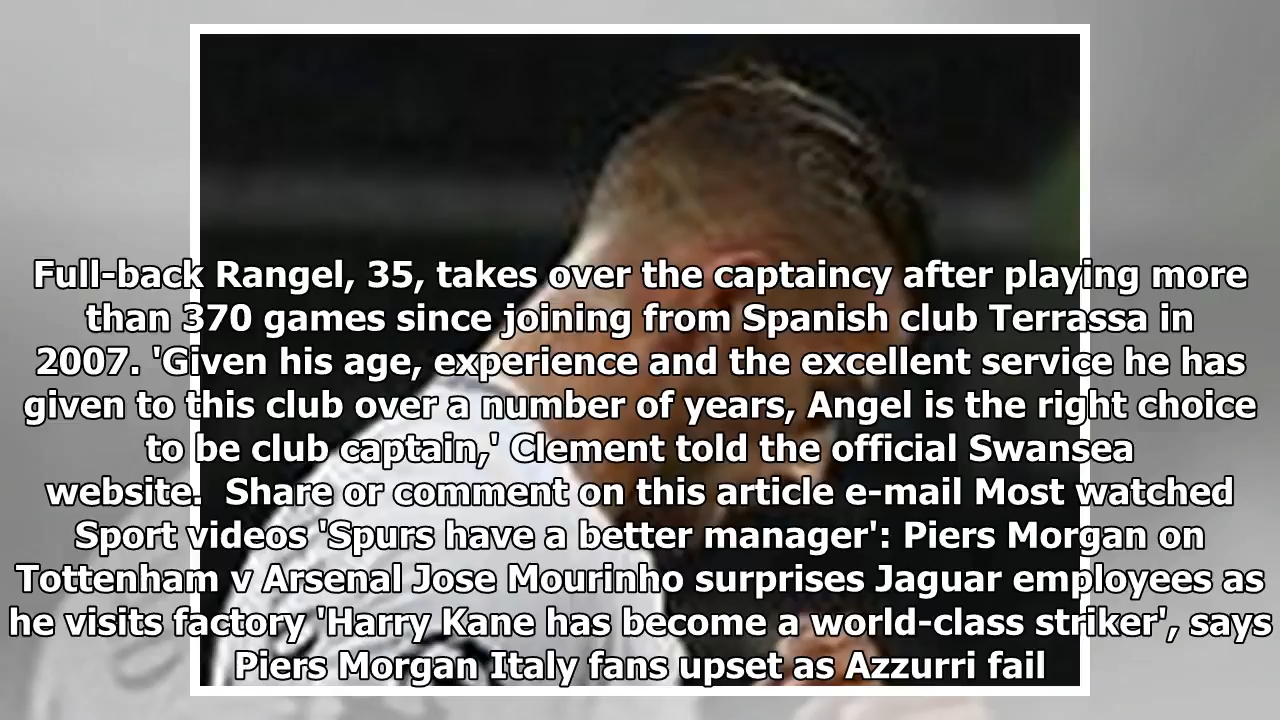 Full-back Rangel, 35, takes over the captaincy after playing more
than 370 games since joining from Spanish club Terrassa in
2007. 'Given his age, experience and the excellent service he has
given to this club over a number of years, Angel is the right choice
to be club captain,' Clement told the official Swansea
website.  Share or comment on this article e-mail Most watched
Sport videos 'Spurs have a better manager': Piers Morgan on
Tottenham v Arsenal Jose Mourinho surprises Jaguar employees as
he visits factory 'Harry Kane has become a world-class striker', says
Piers Morgan Italy fans upset as Azzurri fail